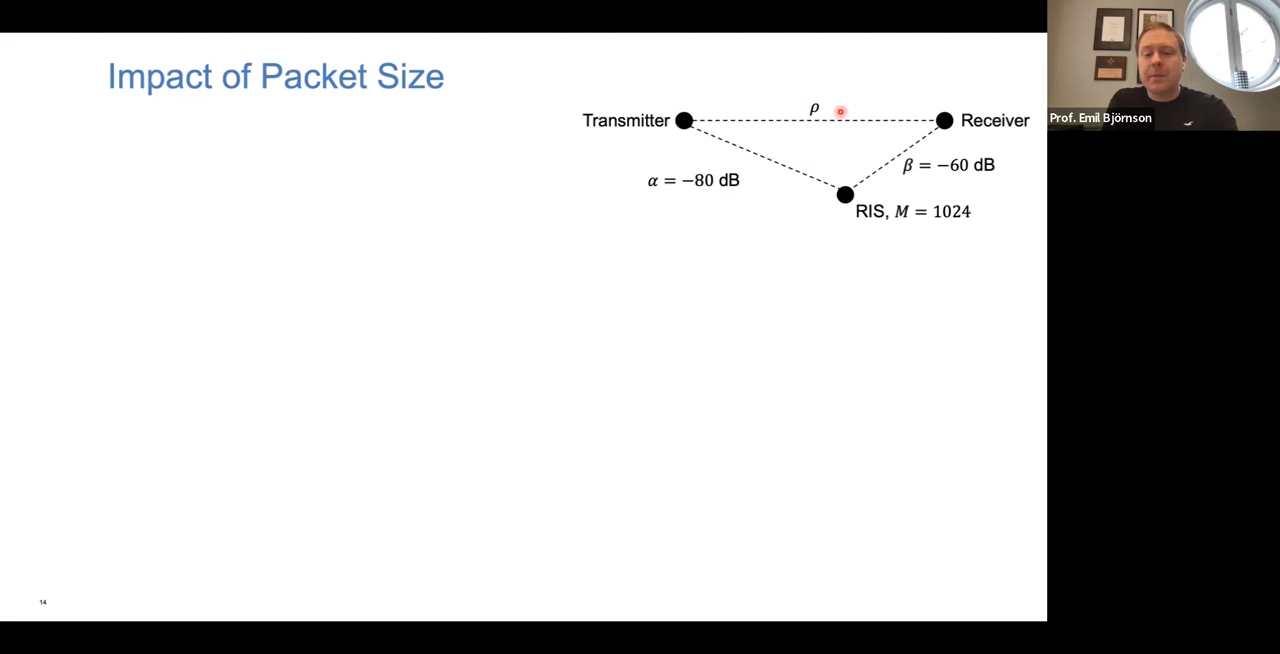 Impact of Packet Size
ρ
Transmitter
Receiver
β = −60 dB
α = −80 dB
RIS, M = 1024
14
Prof. Emil Björnson